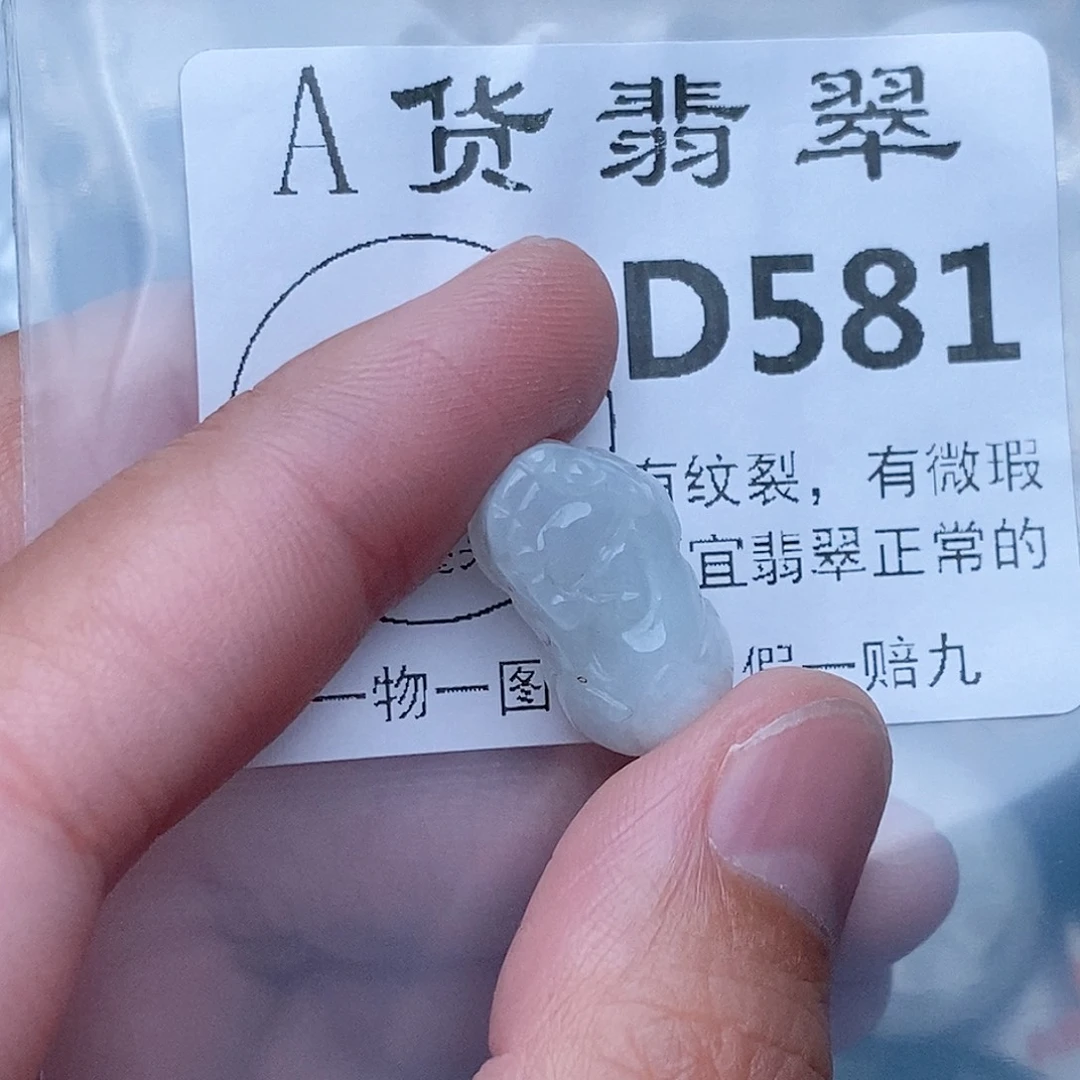 A货翡翠
D581
有纹裂，有微瑕
宜翡翠正常的
一物一图 假一赔九